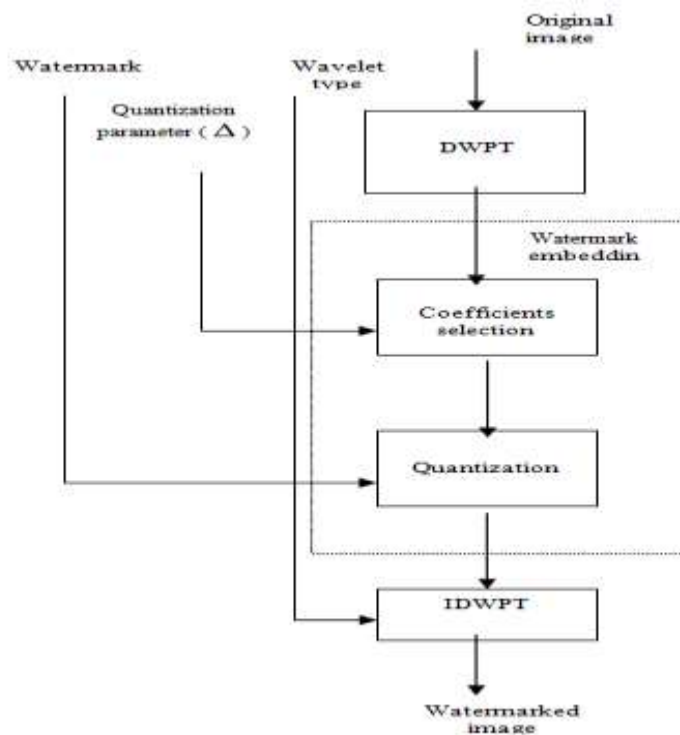 Original
image
Watermark
Wavelet
type
Quantization
parameter ( Δ )
DWPT
Watermark
embeddin
Coefficients
selection
Quantization
IDWPT
Watermarked
image